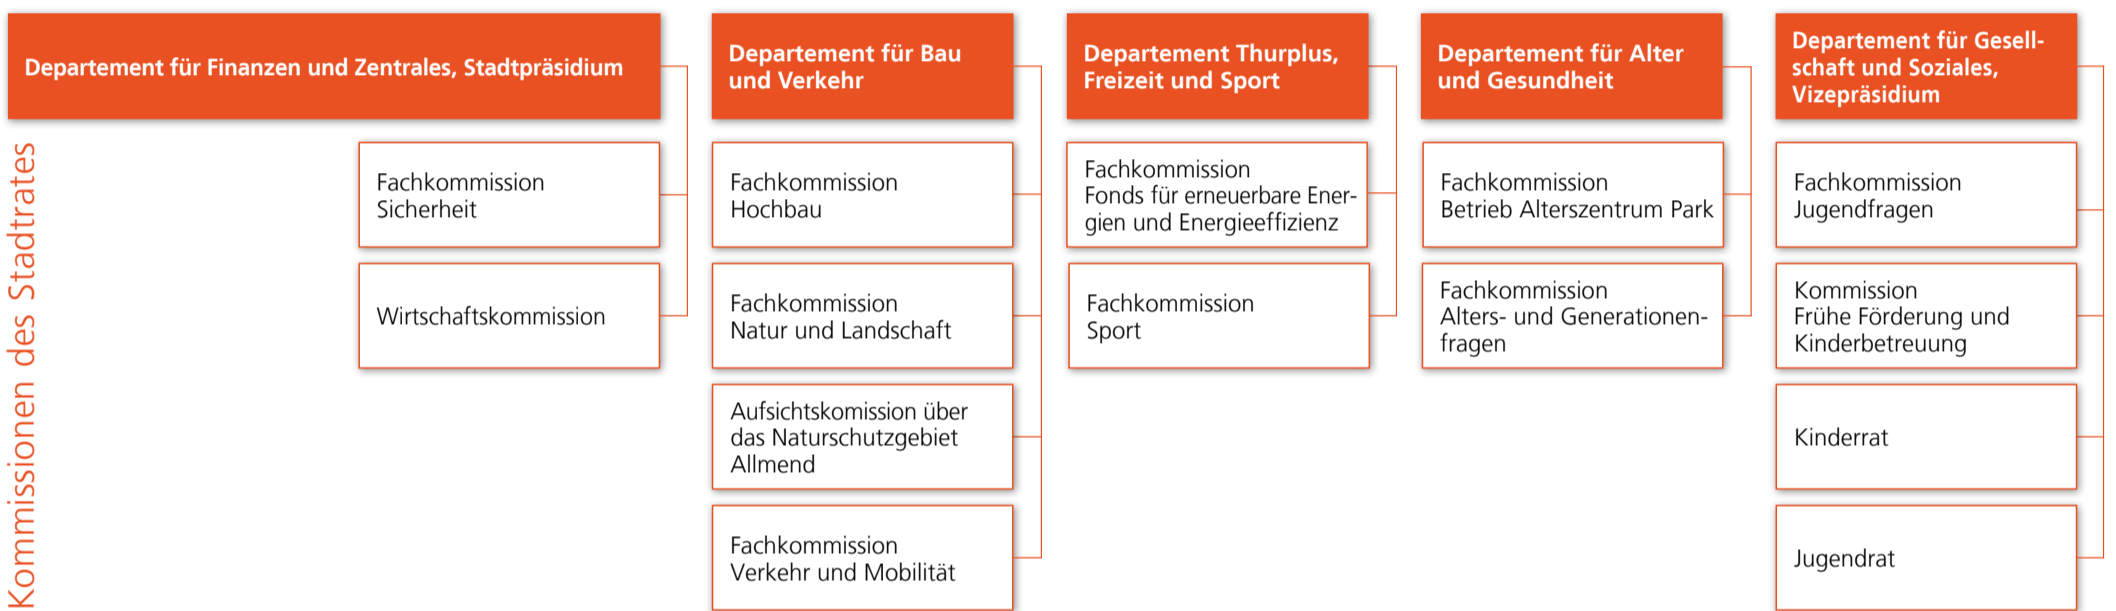 Kommissionen des Stadtrates
Departement für Finanzen und Zentrales, Stadtpräsidium
Fachkommission
Sicherheit
Wirtschaftskommission
Departement für Bau
und Verkehr
Fachkommission
Hochbau
Fachkommission
Natur und Landschaft
Aufsichtskomission über
das Naturschutzgebiet
Allmend
Fachkommission
Verkehr und Mobilität
Departement Thurplus,
Freizeit und Sport
Fachkommission
Fonds für erneuerbare Ener-
gien und Energieeffizienz
Fachkommission
Sport
Departement für Alter
und Gesundheit
Fachkommission
Betrieb Alterszentrum Park
Fachkommission
Alters- und Generationen-
fragen
Departement für Gesell-
schaft und Soziales,
Vizepräsidium
Fachkommission
Jugendfragen
Kommission
Frühe Förderung und
Kinderbetreuung
Kinderrat
Jugendrat